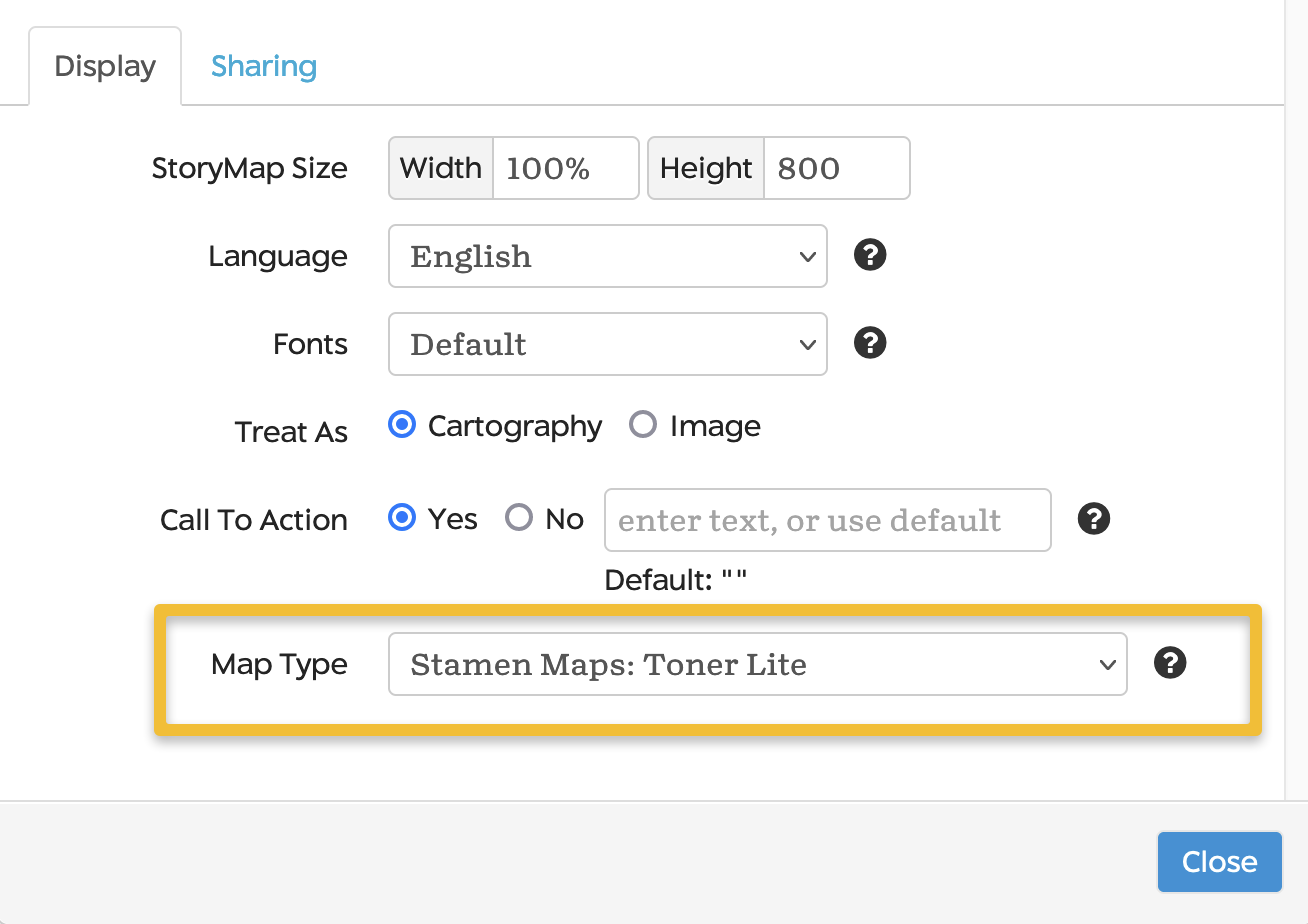 Display Sharing
StoryMap Size Width 100% Height 800
Language English ?
Fonts Default ?
Treat As Cartography Image
Call To Action Yes No enter text, or use default ?
Default: ""
Map Type Stamen Maps: Toner Lite ?
Close